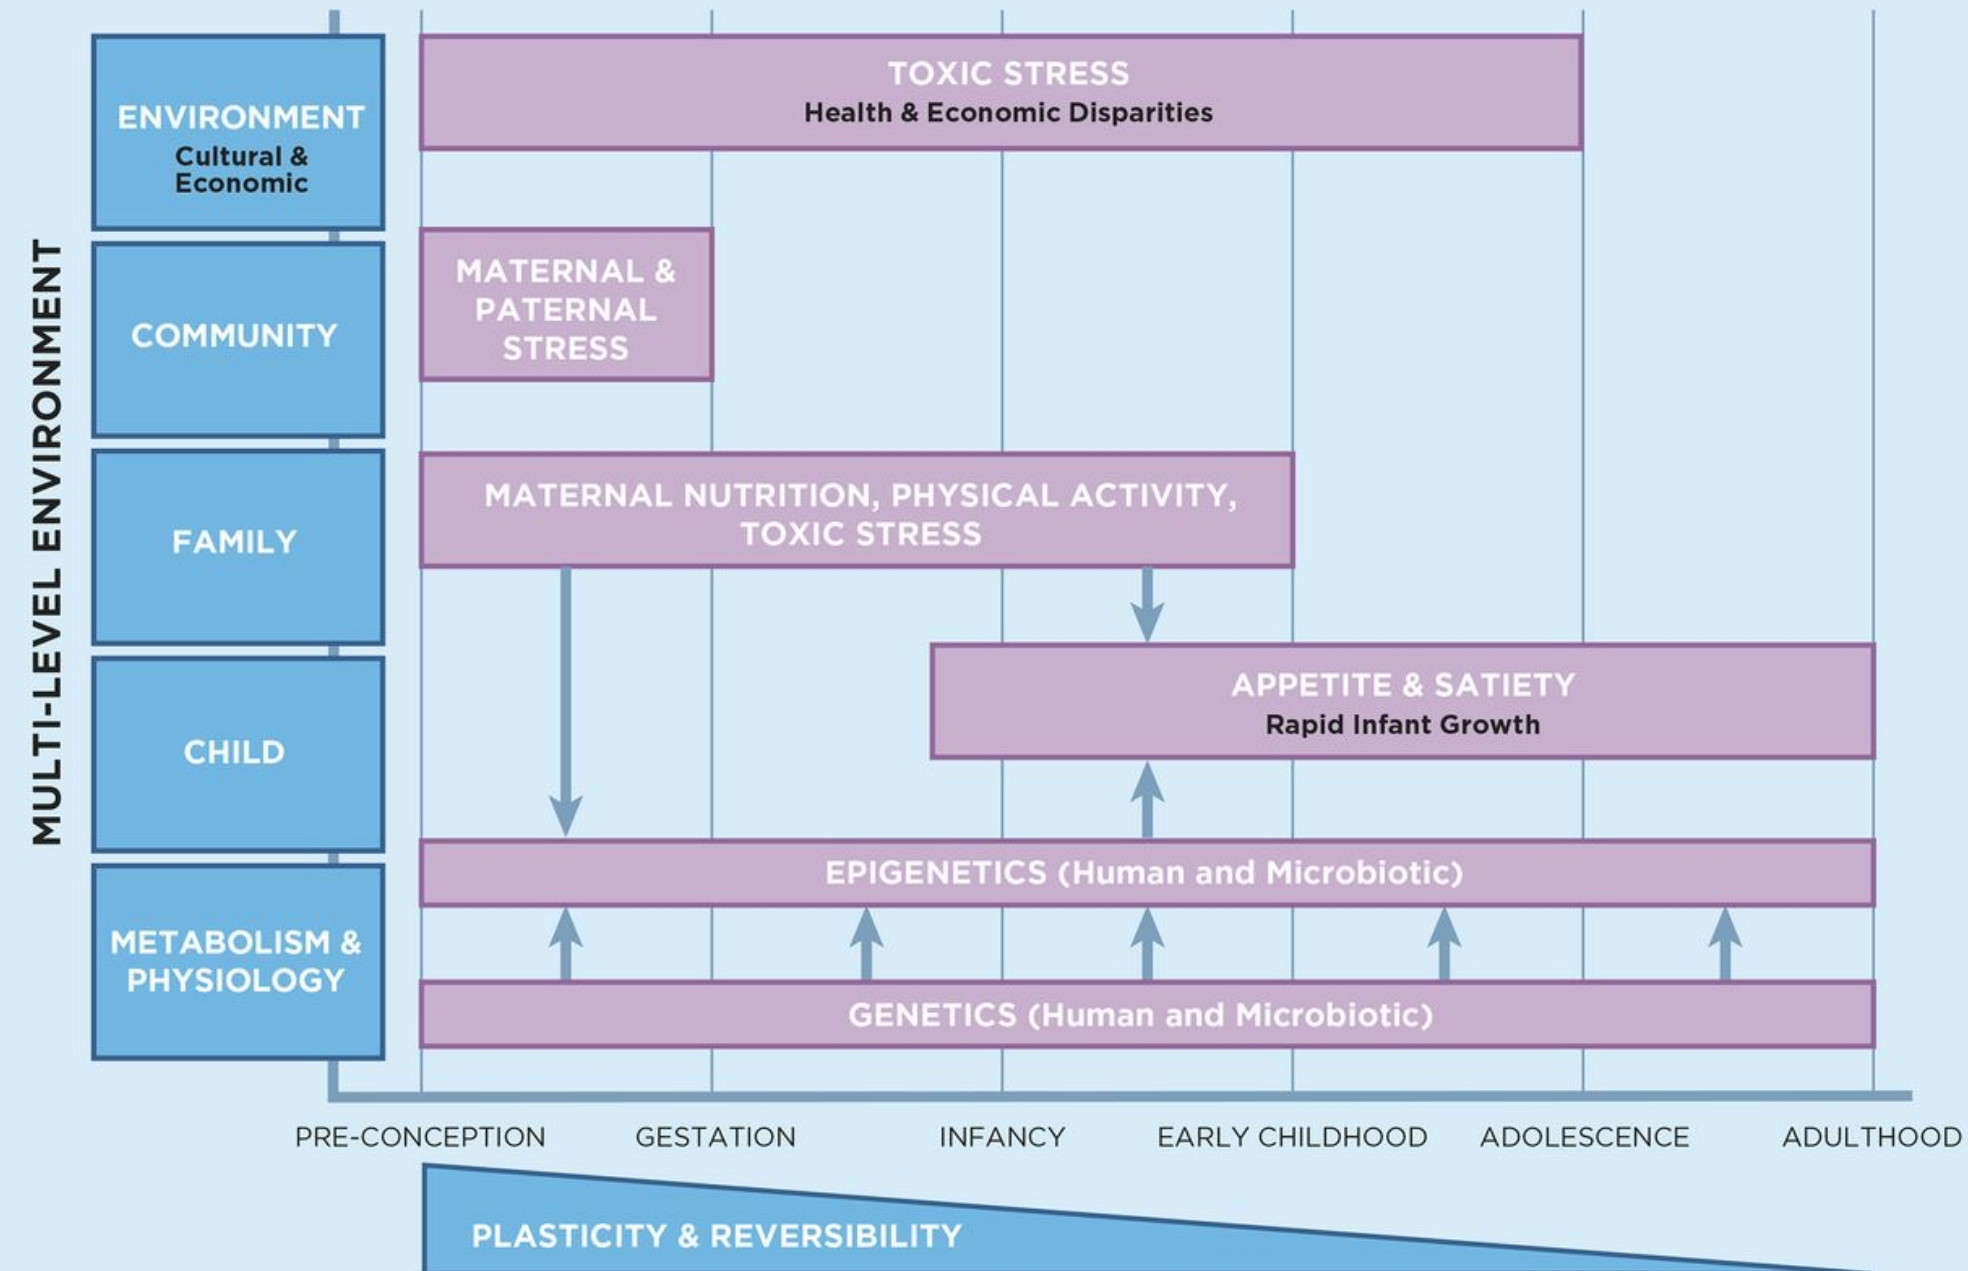 MULTI-LEVEL ENVIRONMENT
ENVIRONMENT
Cultural &
Economic
COMMUNITY
FAMILY
CHILD
METABOLISM &
PHYSIOLOGY
TOXIC STRESS
Health & Economic Disparities
MATERNAL &
PATERNAL
STRESS
MATERNAL NUTRITION, PHYSICAL ACTIVITY,
TOXIC STRESS
APPETITE & SATIETY
Rapid Infant Growth
EPIGENETICS (Human and Microbiotic)
GENETICS (Human and Microbiotic)
PRE-CONCEPTION
GESTATION
INFANCY
EARLY CHILDHOOD
ADOLESCENCE
ADULTHOOD
PLASTICITY & REVERSIBILITY